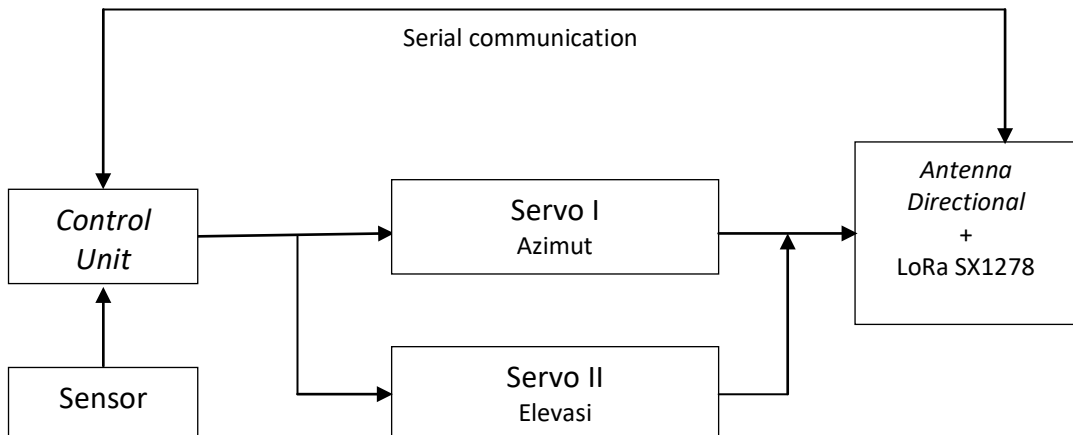 Serial communication
Control
Unit
Sensor
Servo I
Azimut
Servo II
Elevasi
Antenna
Directional
+
LoRa SX1278